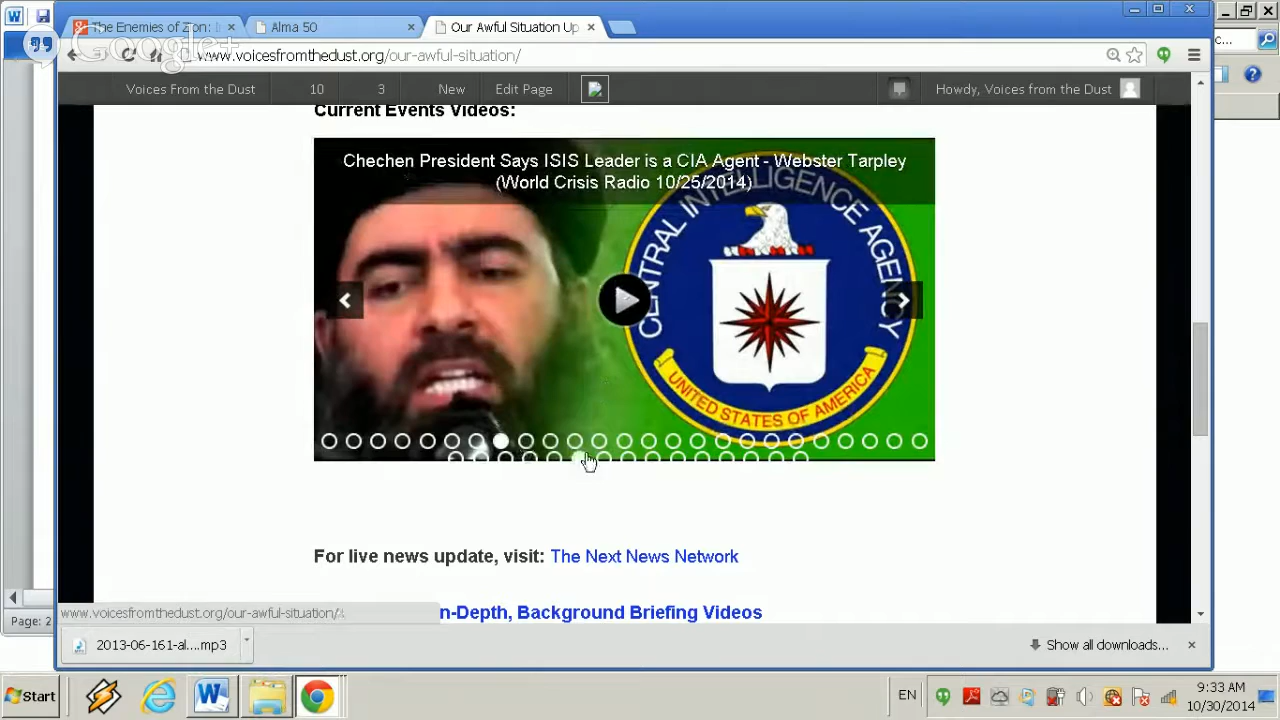 The Enemies of Zion: I
Alma 50
Our Awful Situation Up
Google+
www.voicesfromthedust.org/our-awful-situation/
Voices From the Dust
10
3
New
Edit Page
Howdy, Voices from the Dust
Current Events Videos:
Chechen President Says ISIS Leader is a CIA Agent - Webster Tarpley
(World Crisis Radio 10/25/2014)
CENTRAL INTELLIGENCE AGENCY
UNITED STATES OF AMERICA
For live news update, visit: The Next News Network
n-Depth, Background Briefing Videos
www.voicesfromthedust.org/our-awful-situation/
Page: 2
2013-06-161-al....mp3
Show all downloads...
Start
EN
9:33 AM
10/30/2014